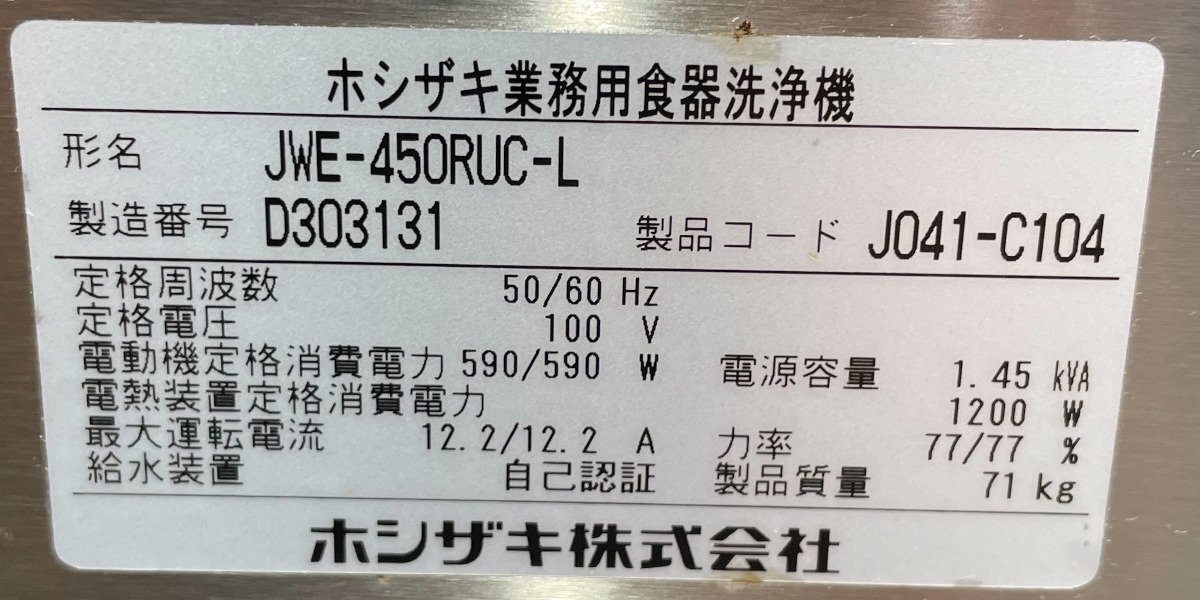 ホシザキ業務用食器洗浄機
形名 JWE-450RUC-L
製造番号 D303131 製品コード J041-C104
定格周波数 50/60 Hz
定格電圧 100 V
電動機定格消費電力 590/590 W 電源容量 1.45 kVA
電熱装置定格消費電力 1200 W
最大運転電流 12.2/12.2 A 力率 77/77 %
給水装置 自己認証 製品質量 71 kg
ホシザキ株式会社